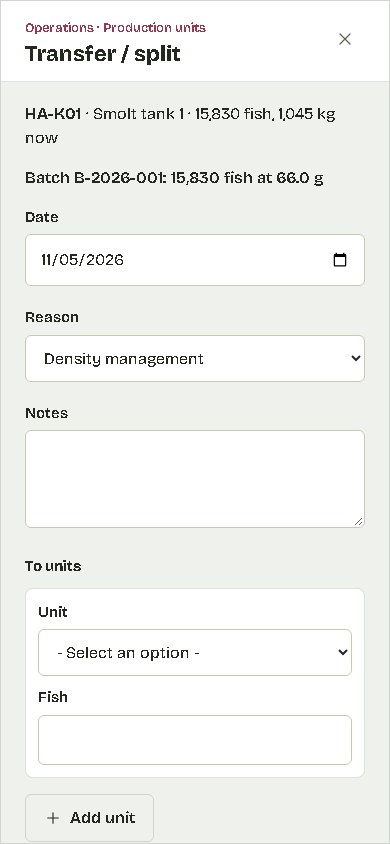 Operations · Production units
Transfer / split
HA-K01 · Smolt tank 1 · 15,830 fish, 1,045 kg
now
Batch B-2026-001: 15,830 fish at 66.0 g
Date
11/05/2026
Reason
Density management
Notes
To units
Unit
- Select an option -
Fish
+ Add unit